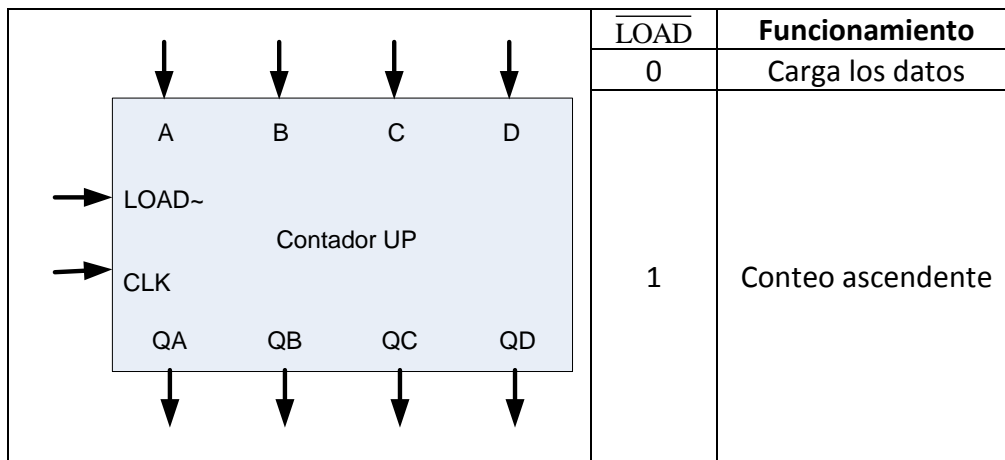 LOAD Funcionamiento
0 Carga los datos
A B C D
LOAD~
Contador UP
CLK
1 Conteo ascendente
QA QB QC QD